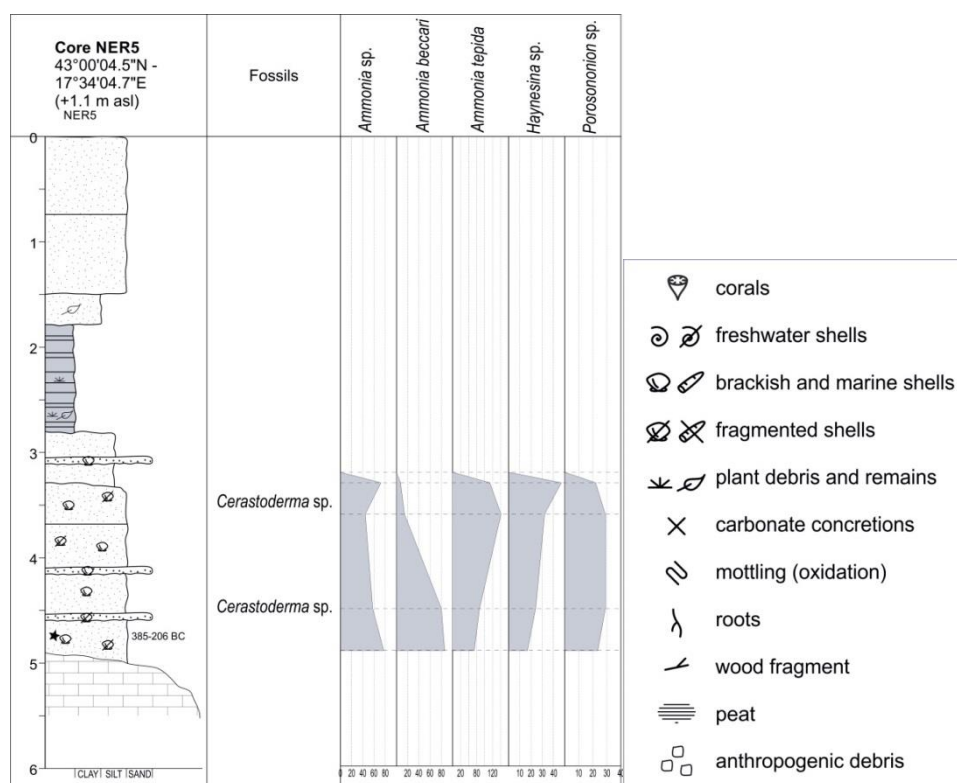 Core NER5
43°00'04.5"N -
17°34'04.7"E
(+1.1 m asl)
NER5
Fossils
Ammonia sp.
Ammonia beccari
Ammonia tepida
Haynesina sp.
Porosononion sp.
0
1
2
3
4
5
6
Cerastoderma sp.
Cerastoderma sp.
385-206 BC
CLAY SILT SAND
0 20 40 60 80
20 40 60 80
20 80 120
10 20 30 40
10 20 30
corals
freshwater shells
brackish and marine shells
fragmented shells
plant debris and remains
carbonate concretions
mottling (oxidation)
roots
wood fragment
peat
anthropogenic debris